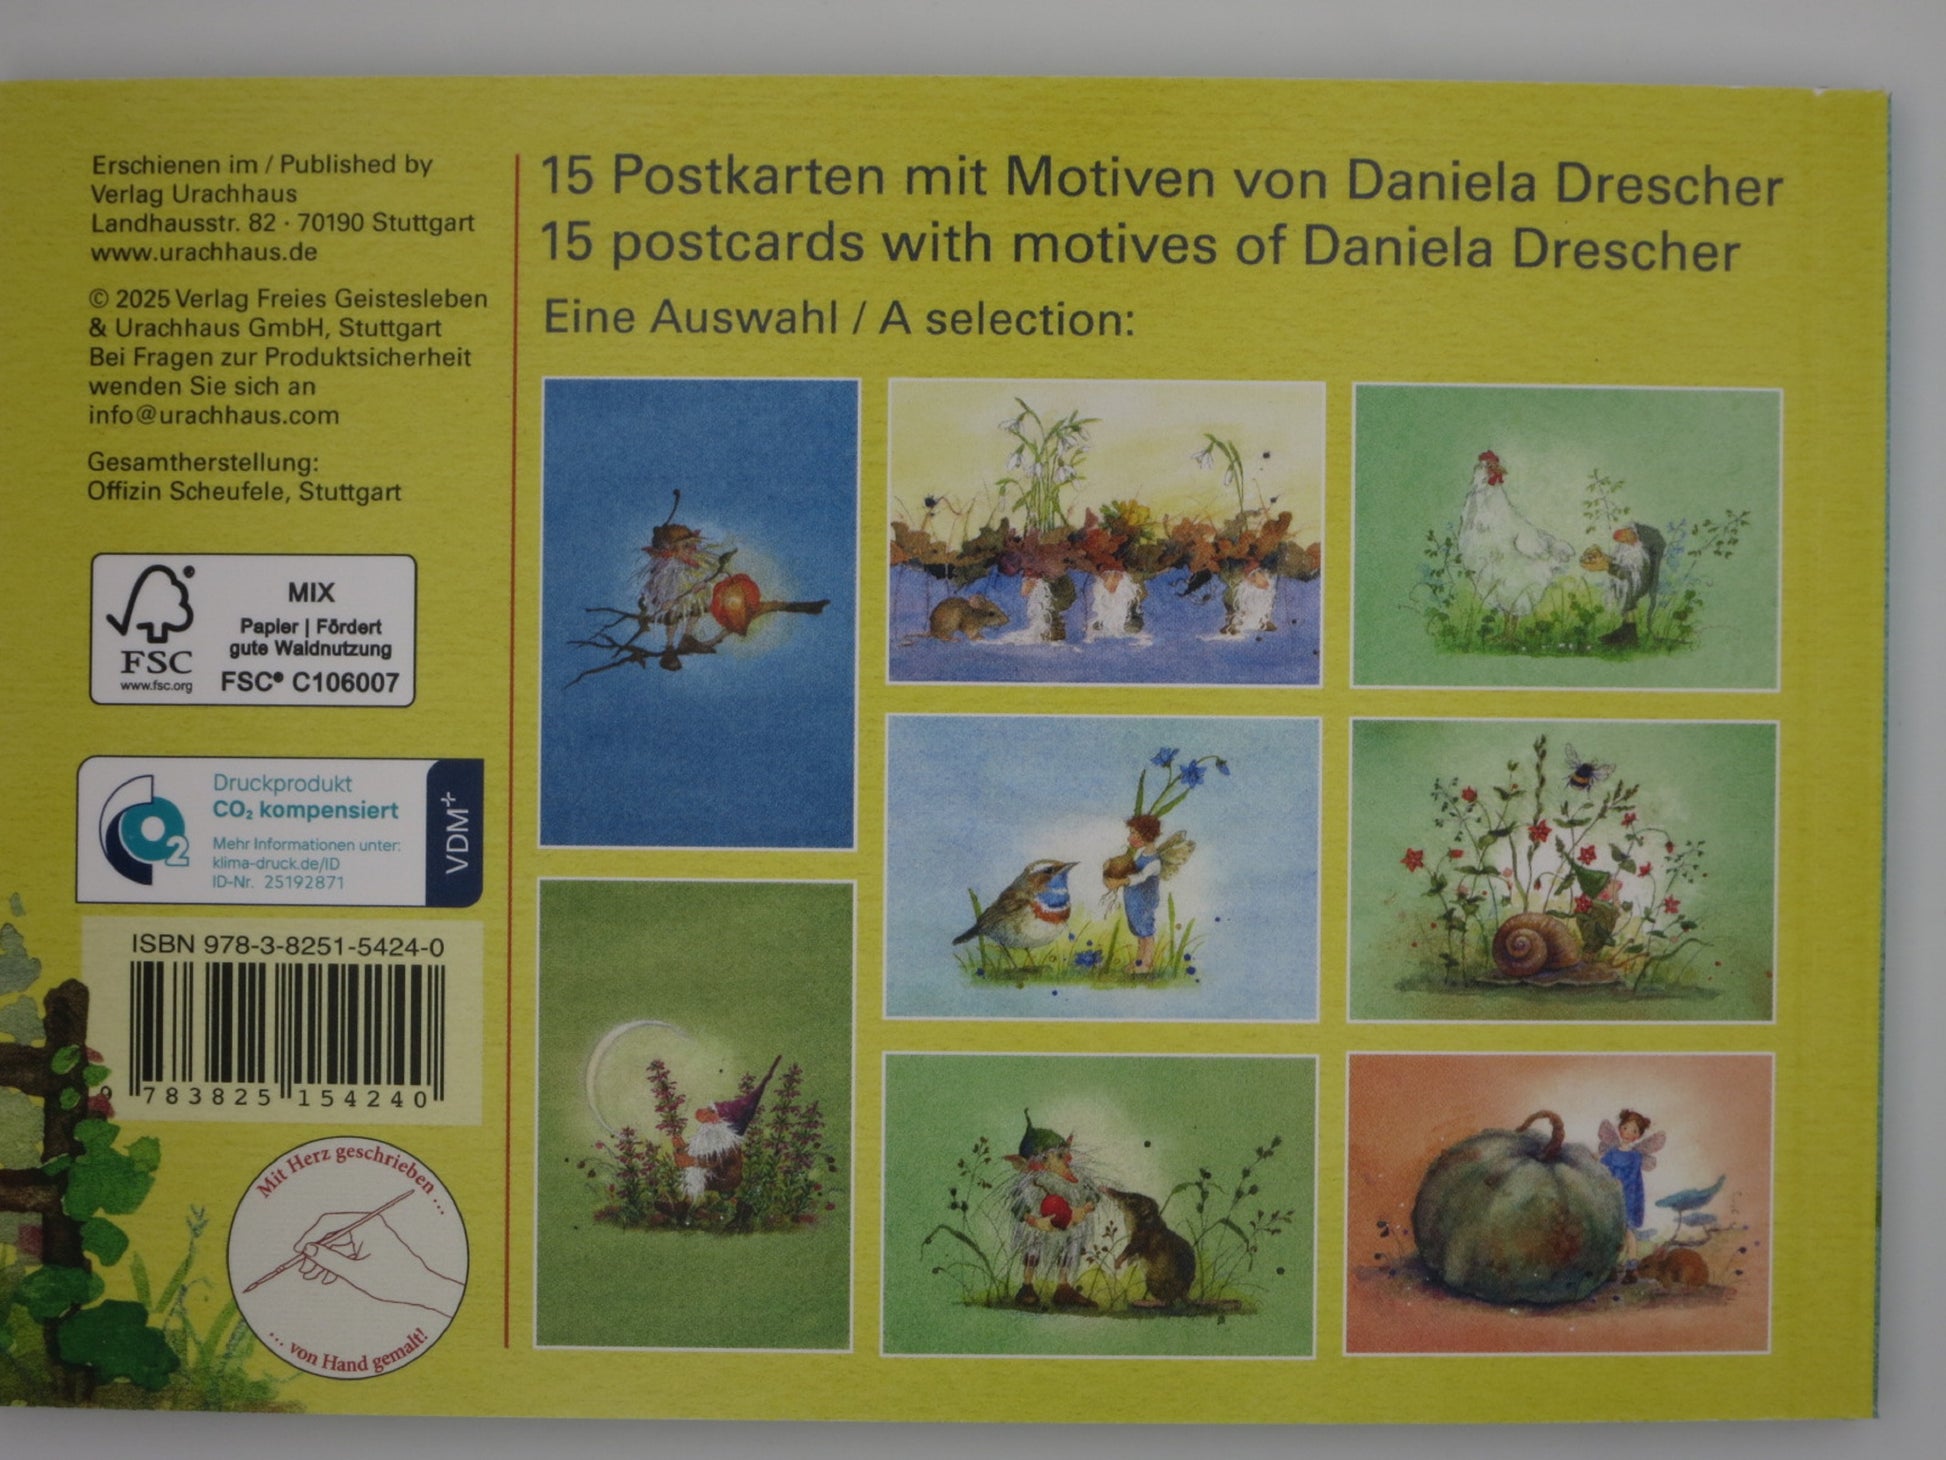 Erschienen im / Published by
Verlag Urachhaus
Landhausstr. 82 · 70190 Stuttgart
www.urachhaus.de
© 2025 Verlag Freies Geistesleben
& Urachhaus GmbH, Stuttgart
Bei Fragen zur Produktsicherheit
wenden Sie sich an
info@urachhaus.com
Gesamtherstellung:
Offizin Scheufele, Stuttgart
FSC
www.fsc.org
MIX
Papier | Fördert
gute Waldnutzung
FSC® C106007
CO2
Druckprodukt
CO₂ kompensiert
Mehr Informationen unter:
klima-druck.de/ID
ID-Nr. 25192871
VDM+
ISBN 978-3-8251-5424-0
9 783825 154240
Mit Herz geschrieben ...
... von Hand gemalt!
15 Postkarten mit Motiven von Daniela Drescher
15 postcards with motives of Daniela Drescher
Eine Auswahl / A selection: